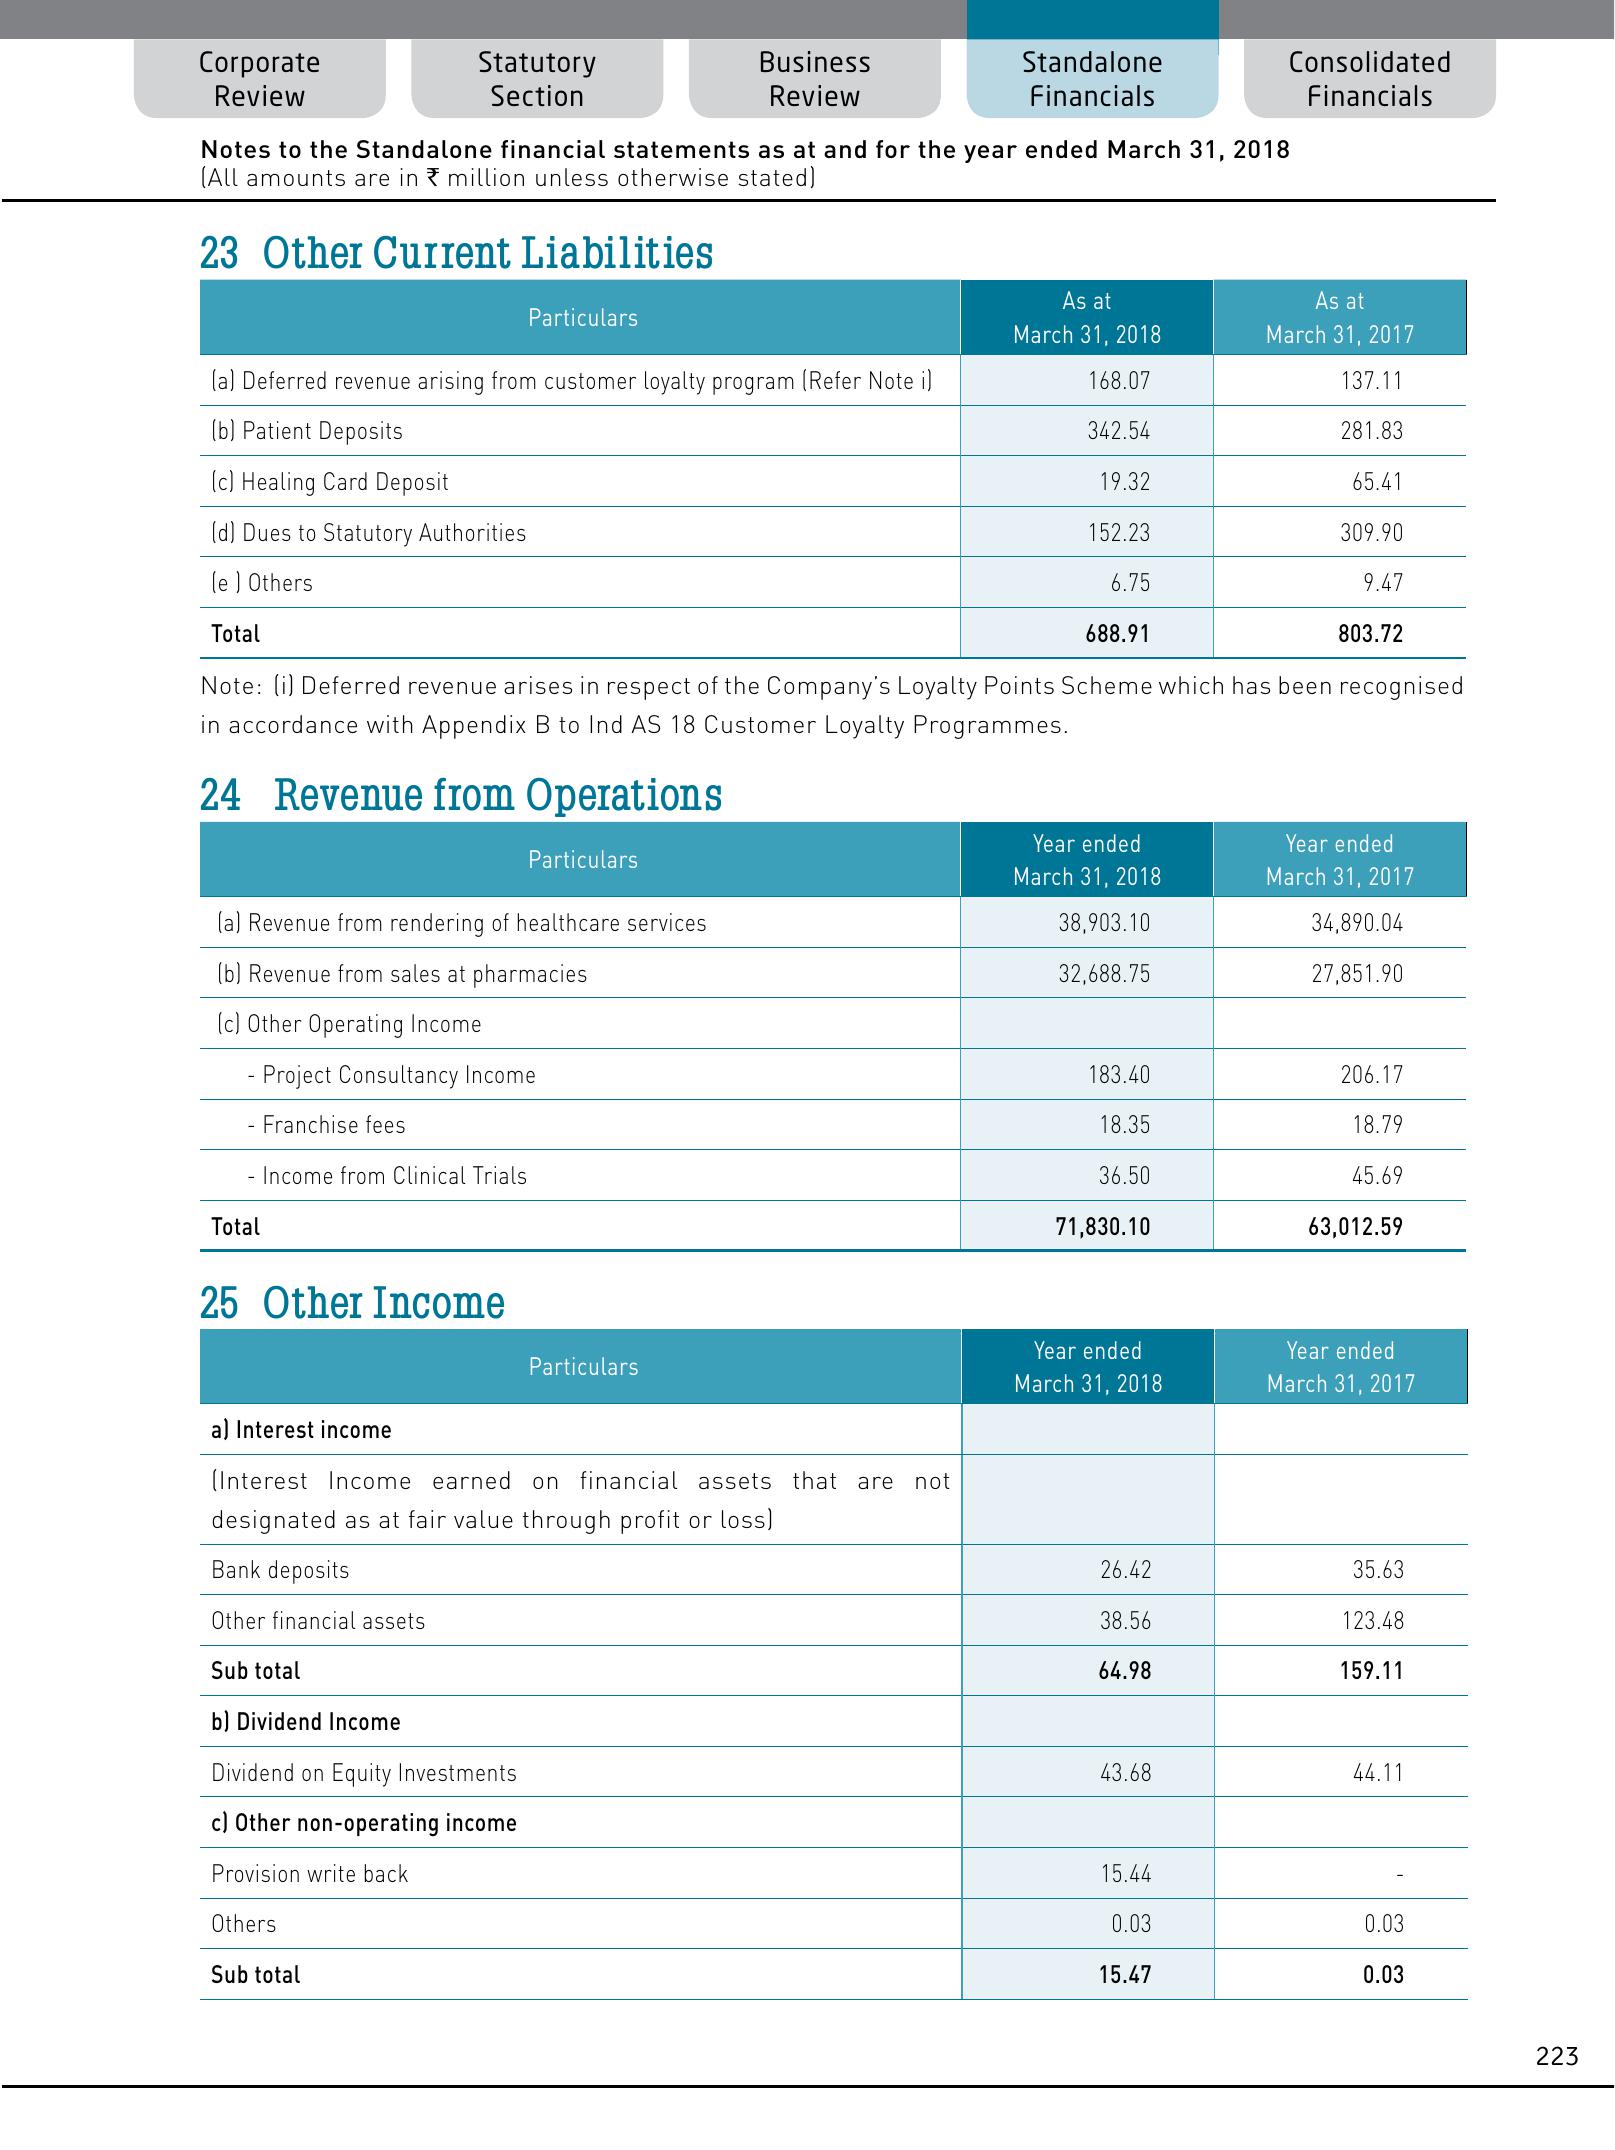 Corporate Review
Statutory Section
Business Review
Standalone Financials
Consolidated Financials
Notes to the Standalone financial statements as at and for the year ended March 31, 2018
(All amounts are in ₹ million unless otherwise stated)
23 Other Current Liabilities
Particulars As at March 31, 2018 As at March 31, 2017
(a) Deferred revenue arising from customer loyalty program (Refer Note i) 168.07 137.11
(b) Patient Deposits 342.54 281.83
(c) Healing Card Deposit 19.32 65.41
(d) Dues to Statutory Authorities 152.23 309.90
(e ) Others 6.75 9.47
Total 688.91 803.72
Note: (i) Deferred revenue arises in respect of the Company’s Loyalty Points Scheme which has been recognised
in accordance with Appendix B to Ind AS 18 Customer Loyalty Programmes.
24 Revenue from Operations
Particulars Year ended March 31, 2018 Year ended March 31, 2017
(a) Revenue from rendering of healthcare services 38,903.10 34,890.04
(b) Revenue from sales at pharmacies 32,688.75 27,851.90
(c) Other Operating Income
- Project Consultancy Income 183.40 206.17
- Franchise fees 18.35 18.79
- Income from Clinical Trials 36.50 45.69
Total 71,830.10 63,012.59
25 Other Income
Particulars Year ended March 31, 2018 Year ended March 31, 2017
a) Interest income
(Interest Income earned on financial assets that are not
designated as at fair value through profit or loss)
Bank deposits 26.42 35.63
Other financial assets 38.56 123.48
Sub total 64.98 159.11
b) Dividend Income
Dividend on Equity Investments 43.68 44.11
c) Other non-operating income
Provision write back 15.44 -
Others 0.03 0.03
Sub total 15.47 0.03
223